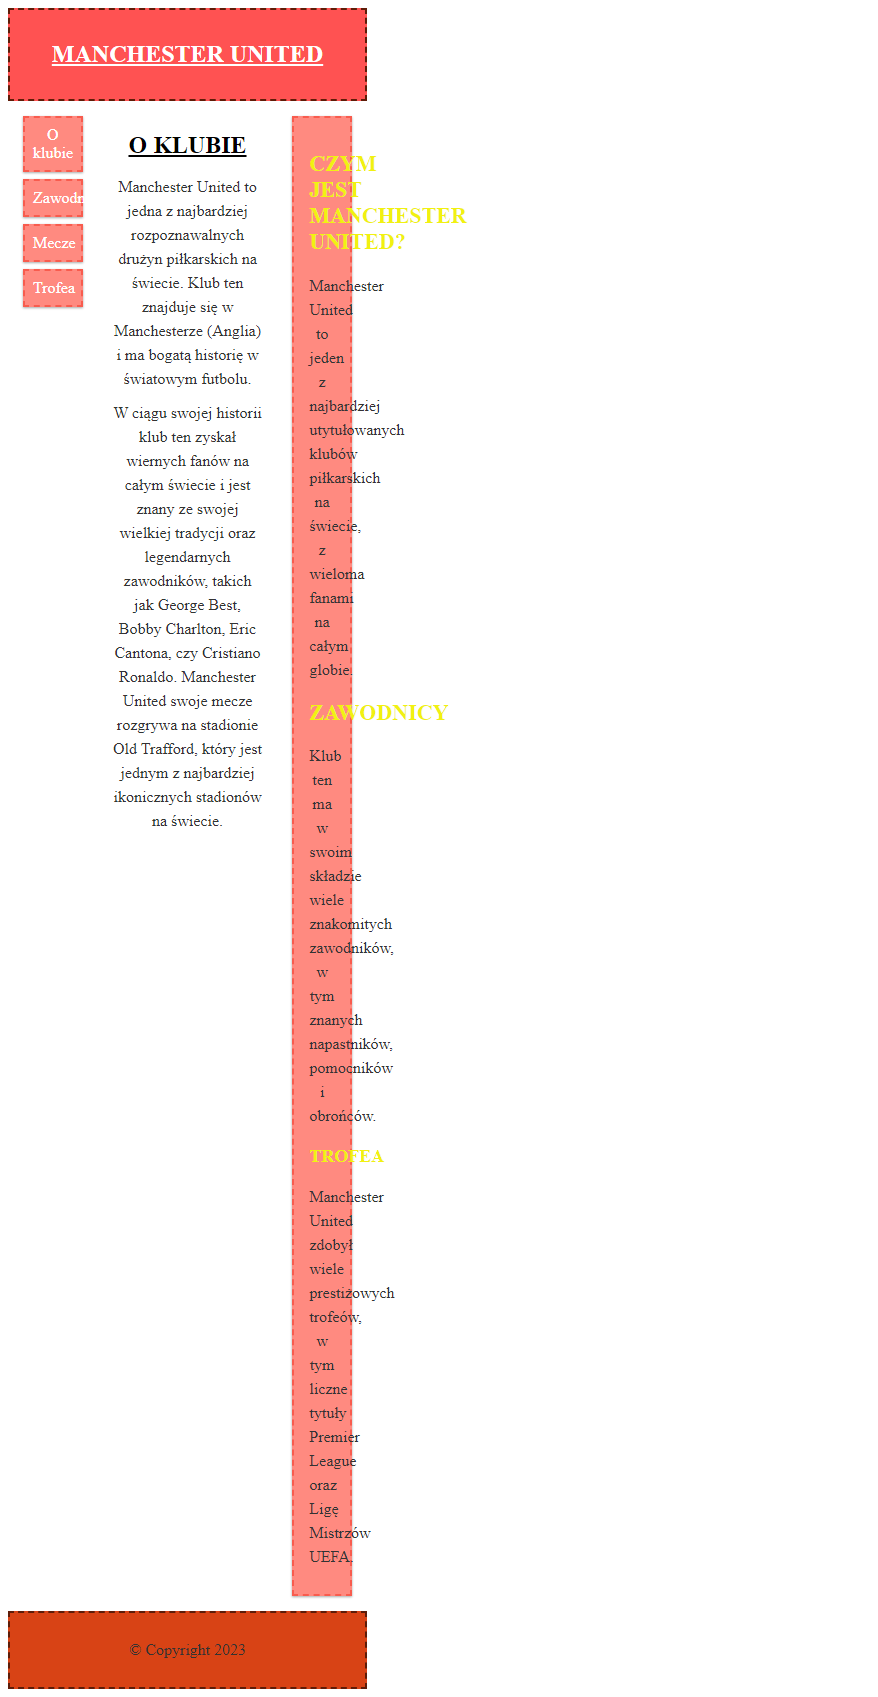 MANCHESTER UNITED
O
klubie
Zawodn
Mecze
Trofea
O KLUBIE
Manchester United to
jedna z najbardziej
rozpoznawalnych
drużyn piłkarskich na
świecie. Klub ten
znajduje się w
Manchesterze (Anglia)
i ma bogatą historię w
światowym futbolu.
W ciągu swojej historii
klub ten zyskał
wiernych fanów na
całym świecie i jest
znany ze swojej
wielkiej tradycji oraz
legendarnych
zawodników, takich
jak George Best,
Bobby Charlton, Eric
Cantona, czy Cristiano
Ronaldo. Manchester
United swoje mecze
rozgrywa na stadionie
Old Trafford, który jest
jednym z najbardziej
ikonicznych stadionów
na świecie.
CZYM
JEST
MANCHESTER
UNITED?
Manchester
United
to
jeden
z
najbardziej
utytułowanych
klubów
piłkarskich
na
świecie,
z
wieloma
fanami
na
całym
globie.
ZAWODNICY
Klub
ten
ma
w
swoim
składzie
wiele
znakomitych
zawodników,
w
tym
znanych
napastników,
pomocników
i
obrońców.
TROFEA
Manchester
United
zdobył
wiele
prestiżowych
trofeów,
w
tym
liczne
tytuły
Premier
League
oraz
Ligę
Mistrzów
UEFA.
© Copyright 2023